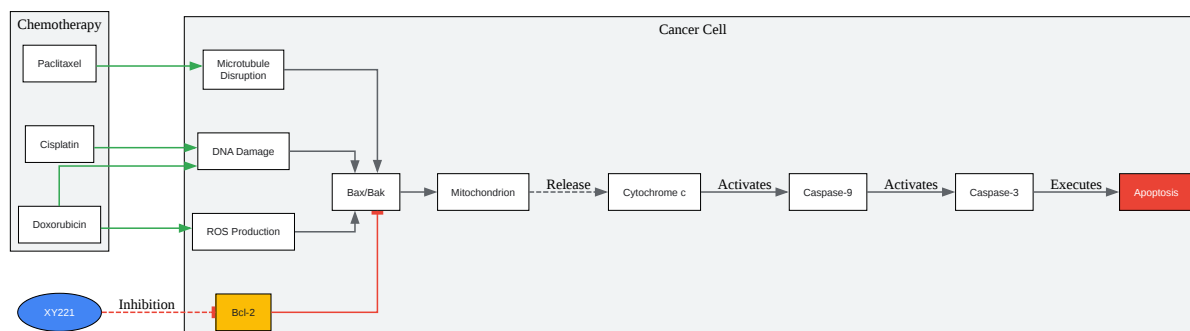 Chemotherapy
Cancer Cell
Paclitaxel
Microtubule
Disruption
Cisplatin
DNA Damage
Bax/Bak
Mitochondrion
Release
Cytochrome c
Activates
Caspase-9
Activates
Caspase-3
Executes
Apoptosis
Doxorubicin
ROS Production
XY221
Inhibition
Bcl-2